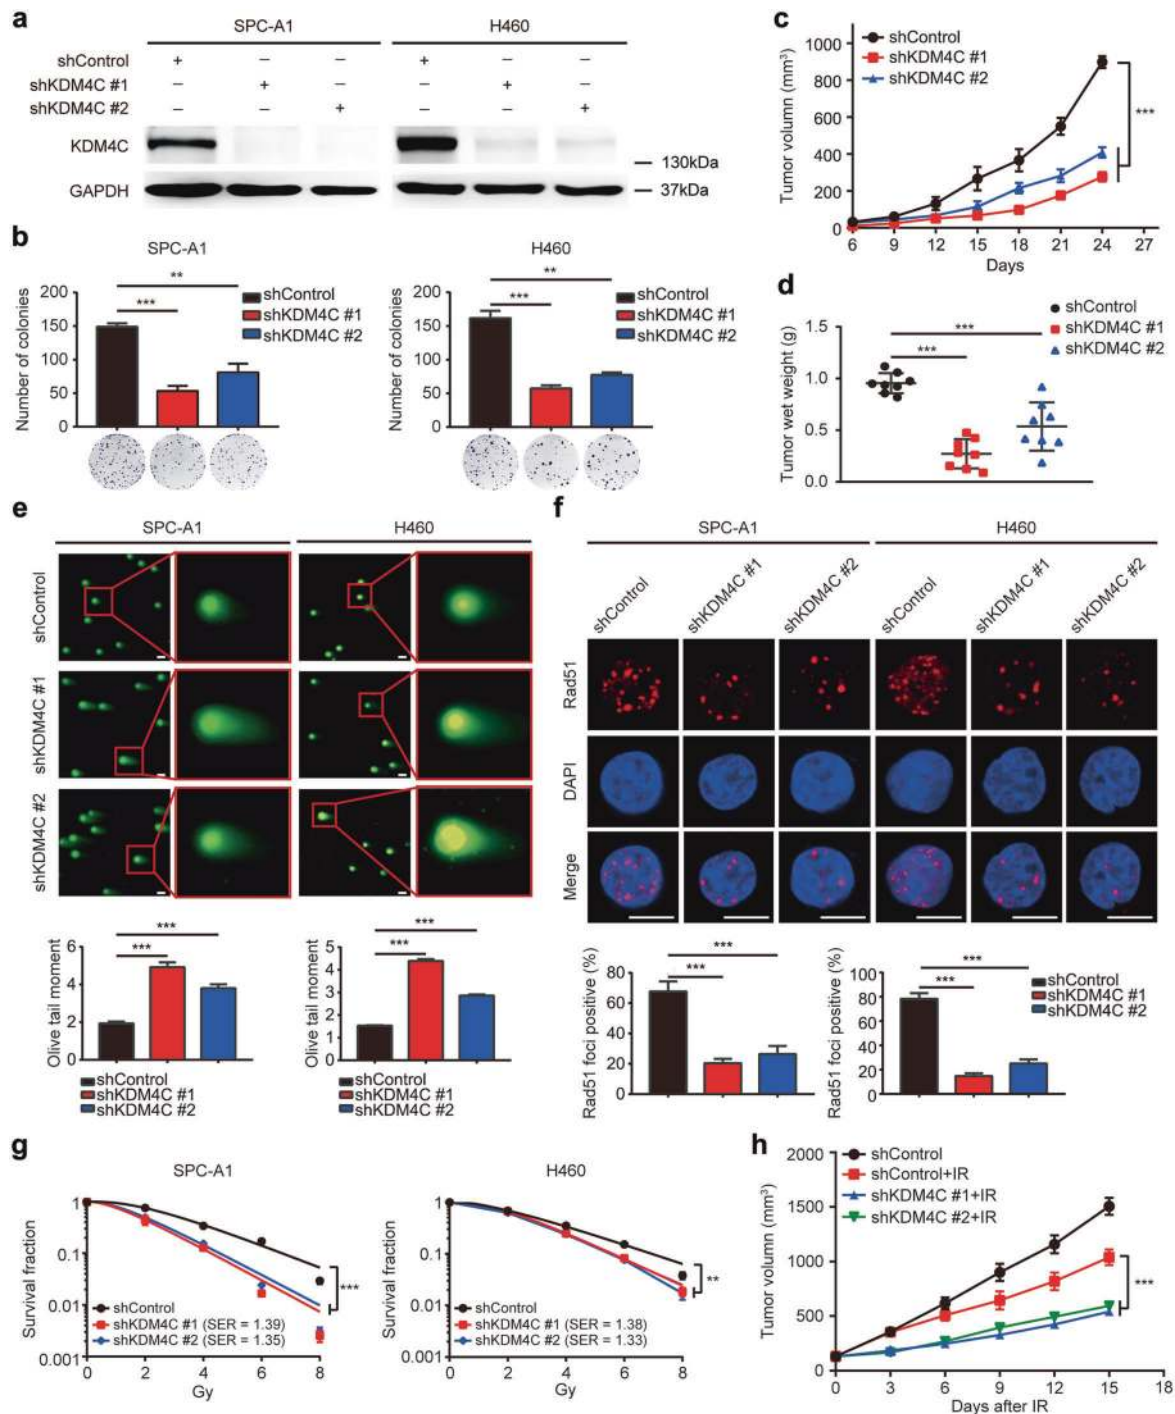 a
SPC-A1 H460
shControl + – – + – –
shKDM4C #1 – + – – + –
shKDM4C #2 – – + – – +
KDM4C
130kDa
GAPDH 37kDa
b
SPC-A1
Number of colonies
200
150
100
50
0
*** **
shControl
shKDM4C #1
shKDM4C #2
H460
Number of colonies
200
150
100
50
0
*** **
shControl
shKDM4C #1
shKDM4C #2
c
Tumor volumn (mm³)
1000
800
600
400
200
0
shControl
shKDM4C #1
shKDM4C #2
***
6 9 12 15 18 21 24 27
Days
d
Tumor wet weight (g)
1.5
1.0
0.5
0.0
*** ***
shControl
shKDM4C #1
shKDM4C #2
e
SPC-A1 H460
shControl
shKDM4C #1
shKDM4C #2
Olive tail moment
6
4
2
0
*** ***
shControl
shKDM4C #1
shKDM4C #2
Olive tail moment
5
4
3
2
1
0
*** ***
shControl
shKDM4C #1
shKDM4C #2
f
SPC-A1 H460
shControl shKDM4C #1 shKDM4C #2 shControl shKDM4C #1 shKDM4C #2
Rad51
DAPI
Merge
Rad51 foci positive (%)
80
60
40
20
0
*** ***
Rad51 foci positive (%)
100
80
60
40
20
0
*** ***
shControl
shKDM4C #1
shKDM4C #2
g
SPC-A1
Survival fraction
1
0.1
0.01
0.001
***
shControl
shKDM4C #1 (SER = 1.39)
shKDM4C #2 (SER = 1.35)
0 2 4 6 8
Gy
H460
Survival fraction
1
0.1
0.01
0.001
**
shControl
shKDM4C #1 (SER = 1.38)
shKDM4C #2 (SER = 1.33)
0 2 4 6 8
Gy
h
Tumor volumn (mm³)
2000
1500
1000
500
0
shControl
shControl+IR
shKDM4C #1+IR
shKDM4C #2+IR
***
0 3 6 9 12 15 18
Days after IR